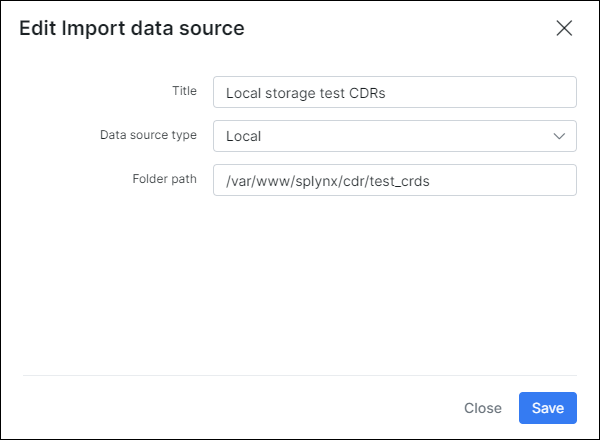 Edit Import data source
Title
Local storage test CDRs
Data source type
Local
Folder path
/var/www/splynx/cdr/test_crds
Close
Save